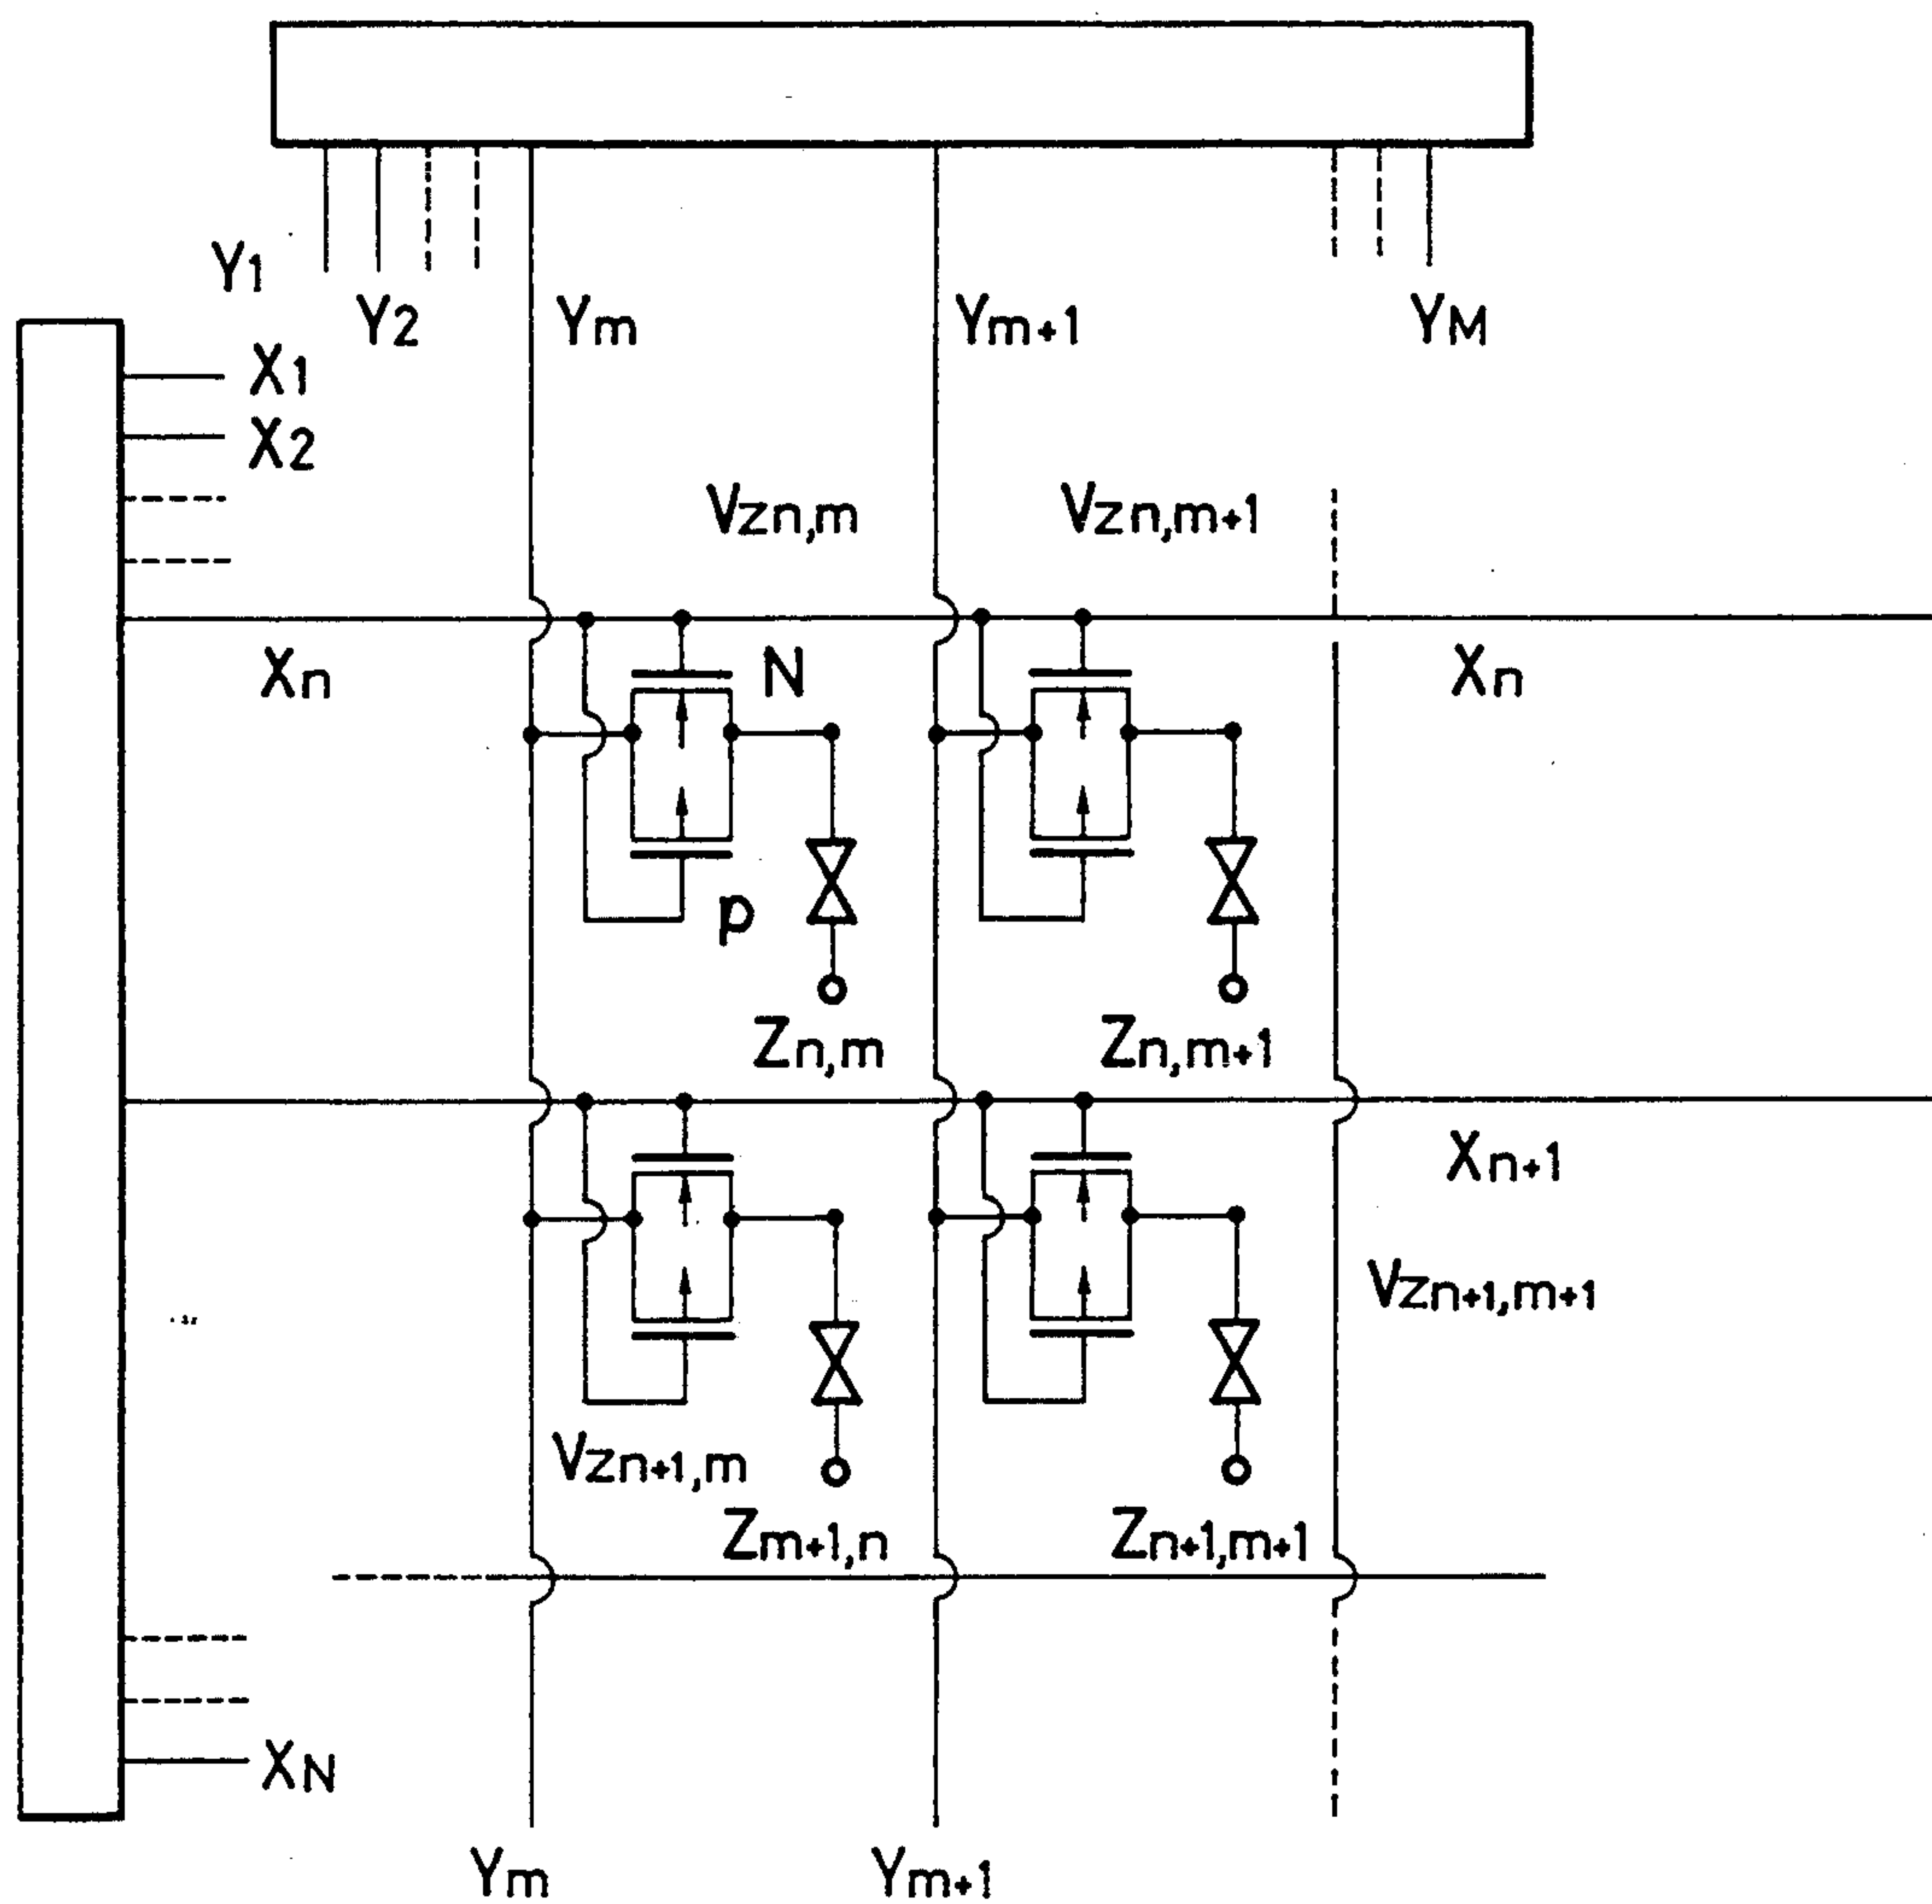 Y1
Y2 Ym Ym+1 YM
X1
X2
Vzn,m Vzn,m+1
Xn N Xn
p
Zn,m Zn,m+1
Xn+1
Vzn+1,m+1
Vzn+1,m
Zm+1,n Zn+1,m+1
XN
Ym Ym+1